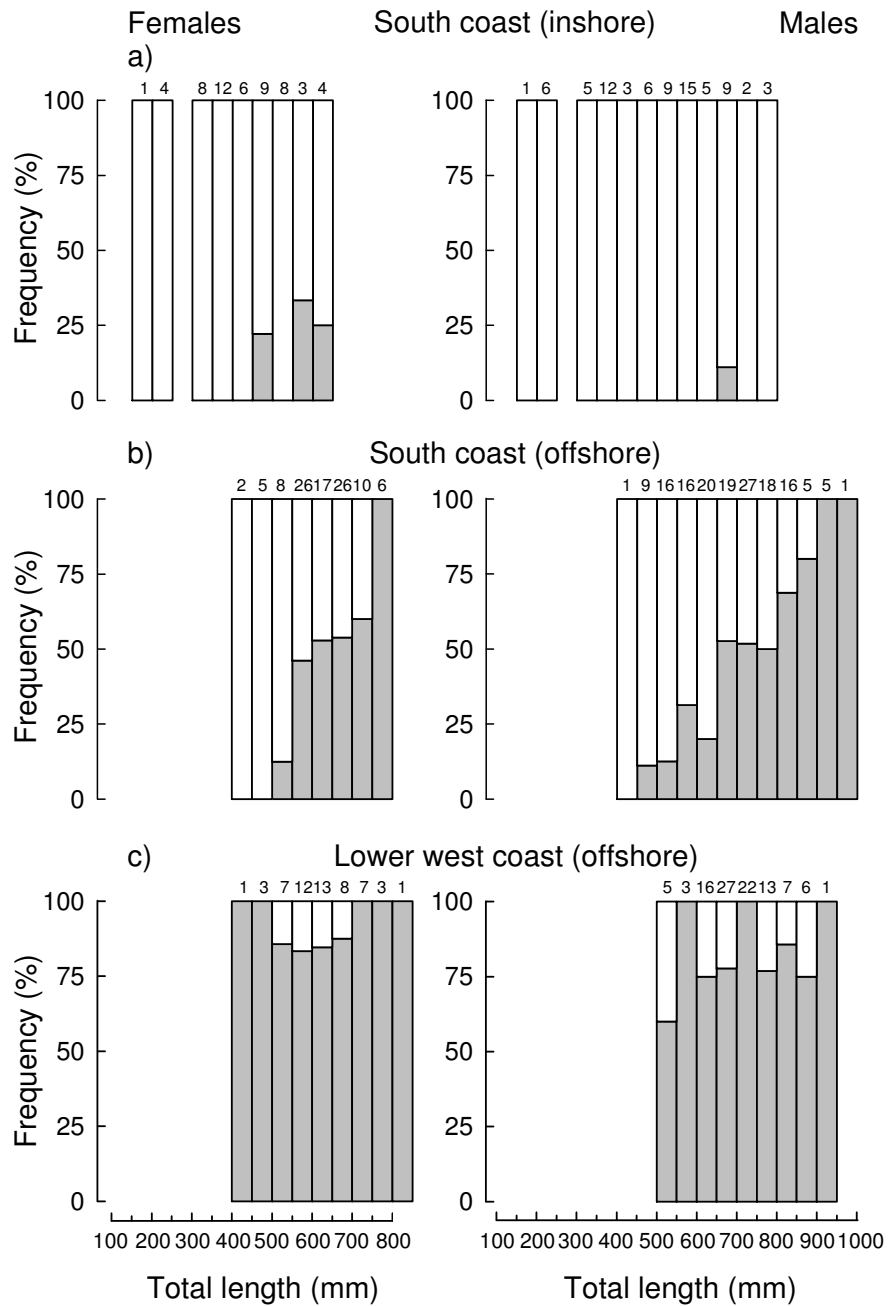 Females South coast (inshore) Males
a)
1 4 8 12 6 9 8 3 4 1 6 5 12 3 6 9 15 5 9 2 3
100 100
75 75
50 50
25 25
0 0
Frequency (%)
b) South coast (offshore)
2 5 8 26 17 26 10 6 1 9 16 16 20 19 27 18 16 5 5 1
100 100
75 75
50 50
25 25
0 0
Frequency (%)
c) Lower west coast (offshore)
1 3 7 12 13 8 7 3 1 5 3 16 27 22 13 7 6 1
100 100
75 75
50 50
25 25
0 0
Frequency (%)
100 200 300 400 500 600 700 800 100 200 300 400 500 600 700 800 900 1000
Total length (mm) Total length (mm)